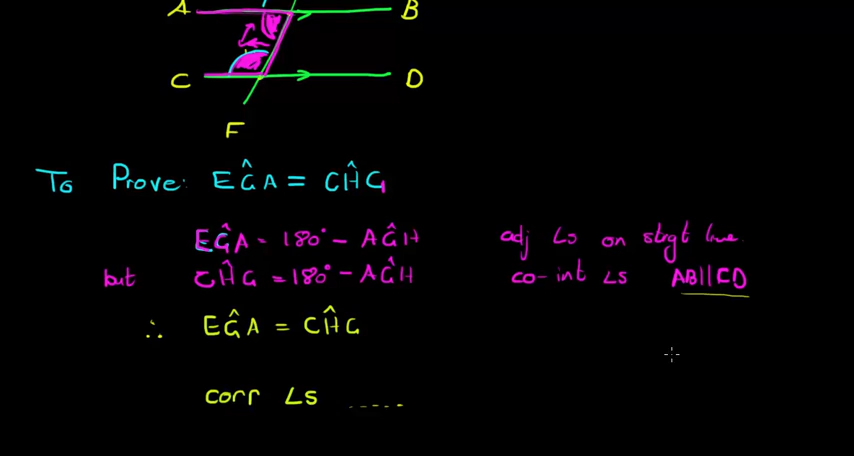 A B
C D
F
To Prove: EĜA = CĤG
EĜA = 180° - AĜH adj ∠s on strgt line
but CĤG = 180° - AĜH co-int ∠s AB||CD
∴ EĜA = CĤG
corr ∠s .....